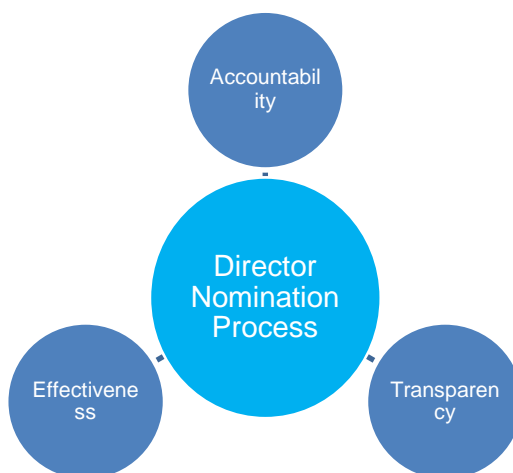 Accountabil
ity
Director
Nomination
Process
Effectivene
ss
Transparen
cy